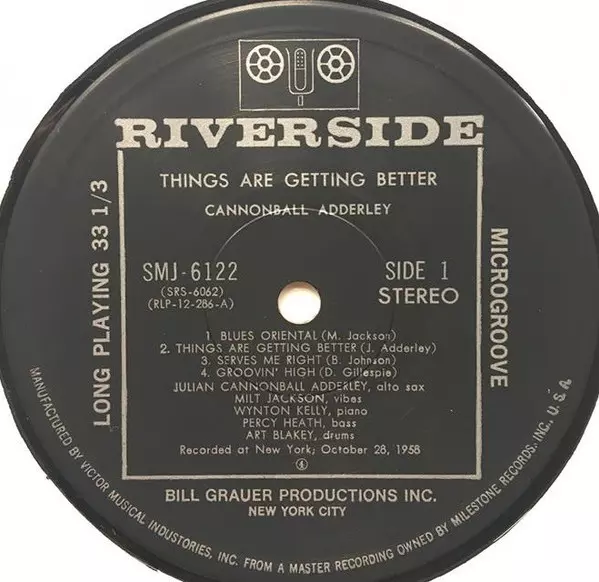 RIVERSIDE
THINGS ARE GETTING BETTER
CANNONBALL ADDERLEY
LONG PLAYING 33 1/3
MICROGROOVE
SMJ-6122
(SRS-6062)
(RLP-12-286-A)
SIDE 1
STEREO
1. BLUES ORIENTAL (M. Jackson)
2. THINGS ARE GETTING BETTER (J. Adderley)
3. SERVES ME RIGHT (B. Johnson)
4. GROOVIN' HIGH (D. Gillespie)
JULIAN CANNONBALL ADDERLEY, alto sax
MILT JACKSON, vibes
WYNTON KELLY, piano
PERCY HEATH, bass
ART BLAKEY, drums
Recorded at New York; October 28, 1958
BILL GRAUER PRODUCTIONS INC.
NEW YORK CITY
MANUFACTURED BY VICTOR MUSICAL INDUSTRIES, INC. FROM A MASTER RECORDING OWNED BY MILESTONE RECORDS, INC., U.S.A.